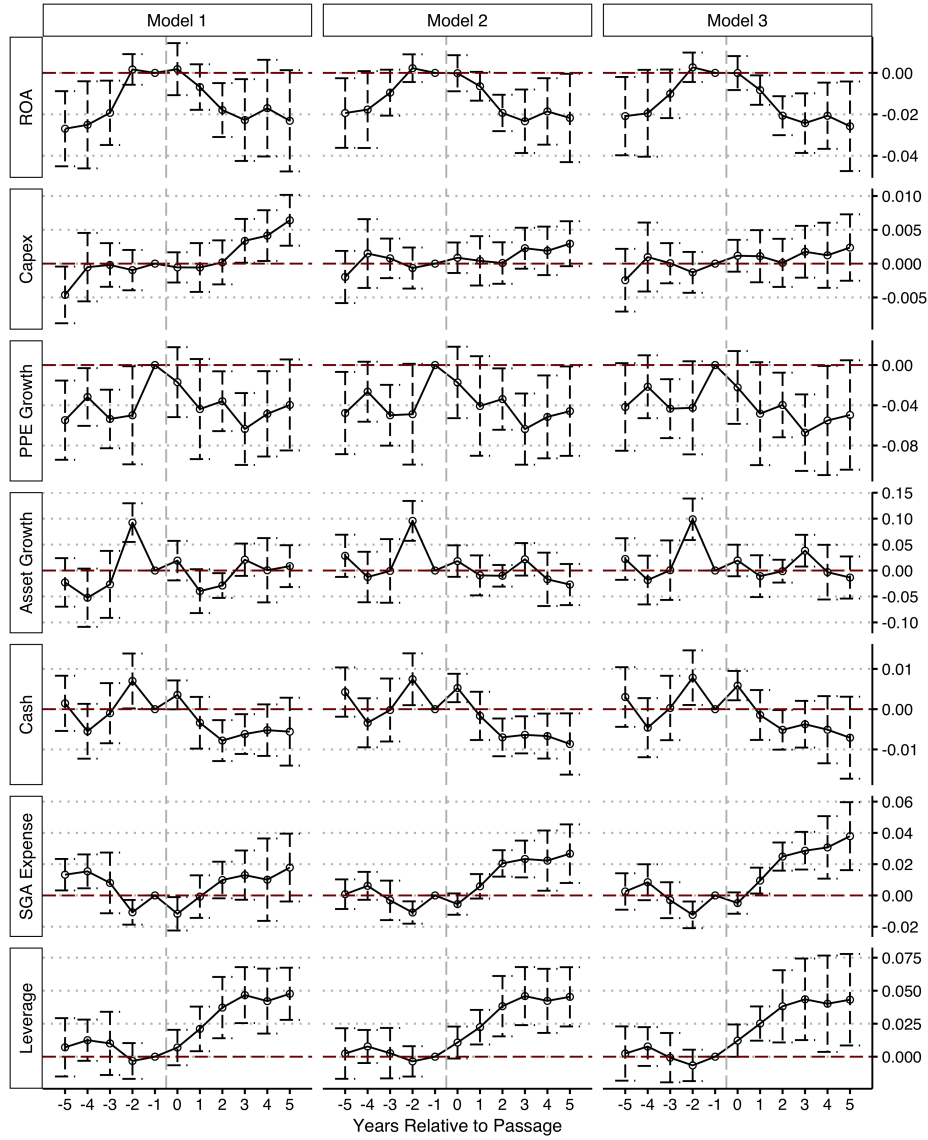 Model 1 Model 2 Model 3
ROA
0.00
-0.02
-0.04
Capex
0.010
0.005
0.000
-0.005
PPE Growth
0.00
-0.04
-0.08
Asset Growth
0.15
0.10
0.05
0.00
-0.05
-0.10
Cash
0.01
0.00
-0.01
SGA Expense
0.06
0.04
0.02
0.00
-0.02
Leverage
0.075
0.050
0.025
0.000
-5 -4 -3 -2 -1 0 1 2 3 4 5 -5 -4 -3 -2 -1 0 1 2 3 4 5 -5 -4 -3 -2 -1 0 1 2 3 4 5
Years Relative to Passage